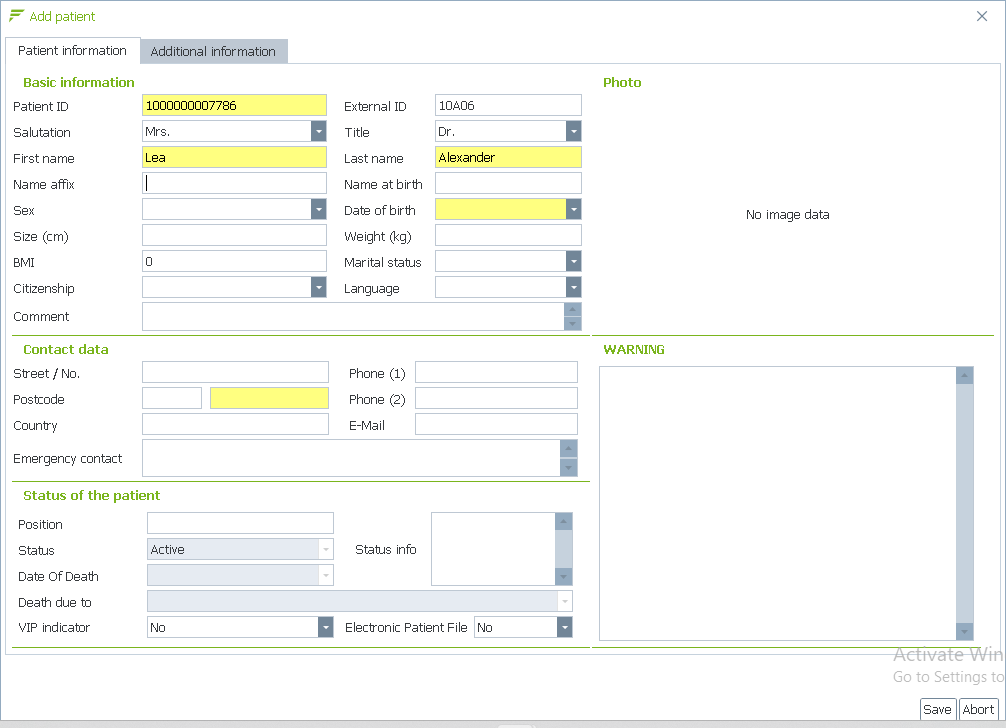 Add patient
Patient information Additional information
Basic information Photo
Patient ID 1000000007786 External ID 10A06
Salutation Mrs. Title Dr.
First name Lea Last name Alexander
Name affix Name at birth
Sex Date of birth
No image data
Size (cm) Weight (kg)
BMI 0 Marital status
Citizenship Language
Comment
Contact data WARNING
Street / No. Phone (1)
Postcode Phone (2)
Country E-Mail
Emergency contact
Status of the patient
Position
Status Active Status info
Date Of Death
Death due to
VIP indicator No Electronic Patient File No
Activate Win
Go to Settings to
Save Abort